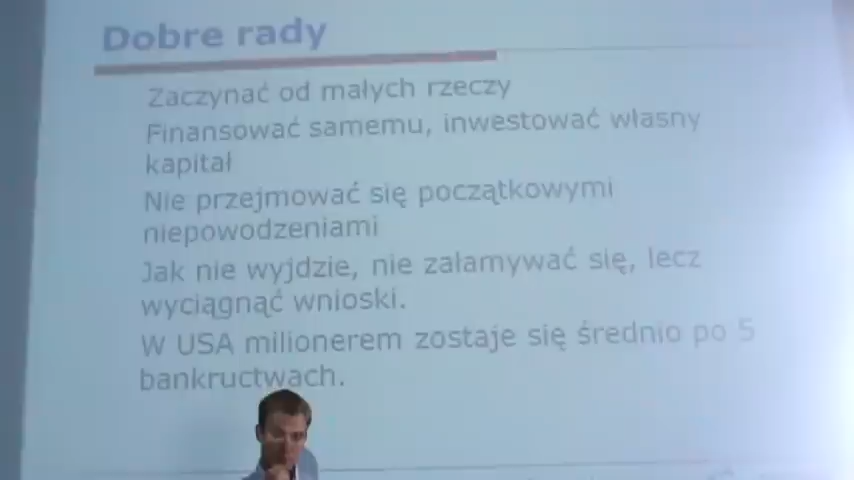 Dobre rady
Zaczynać od małych rzeczy
Finansować samemu, inwestować własny
kapitał
Nie przejmować się początkowymi
niepowodzeniami
Jak nie wyjdzie, nie załamywać się, lecz
wyciągnąć wnioski.
W USA milionerem zostaje się średnio po 5
bankructwach.